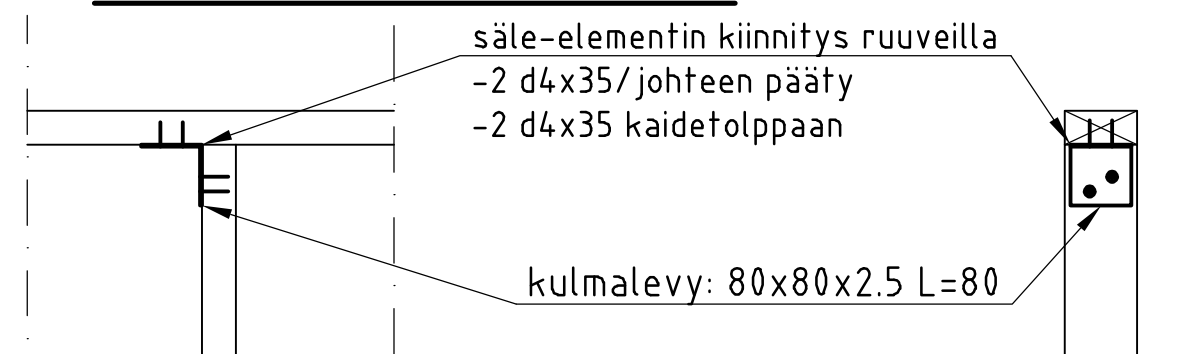 säle-elementin kiinnitys ruuveilla
-2 d4x35/johteen pääty
-2 d4x35 kaidetolppaan
kulmalevy: 80x80x2.5 L=80